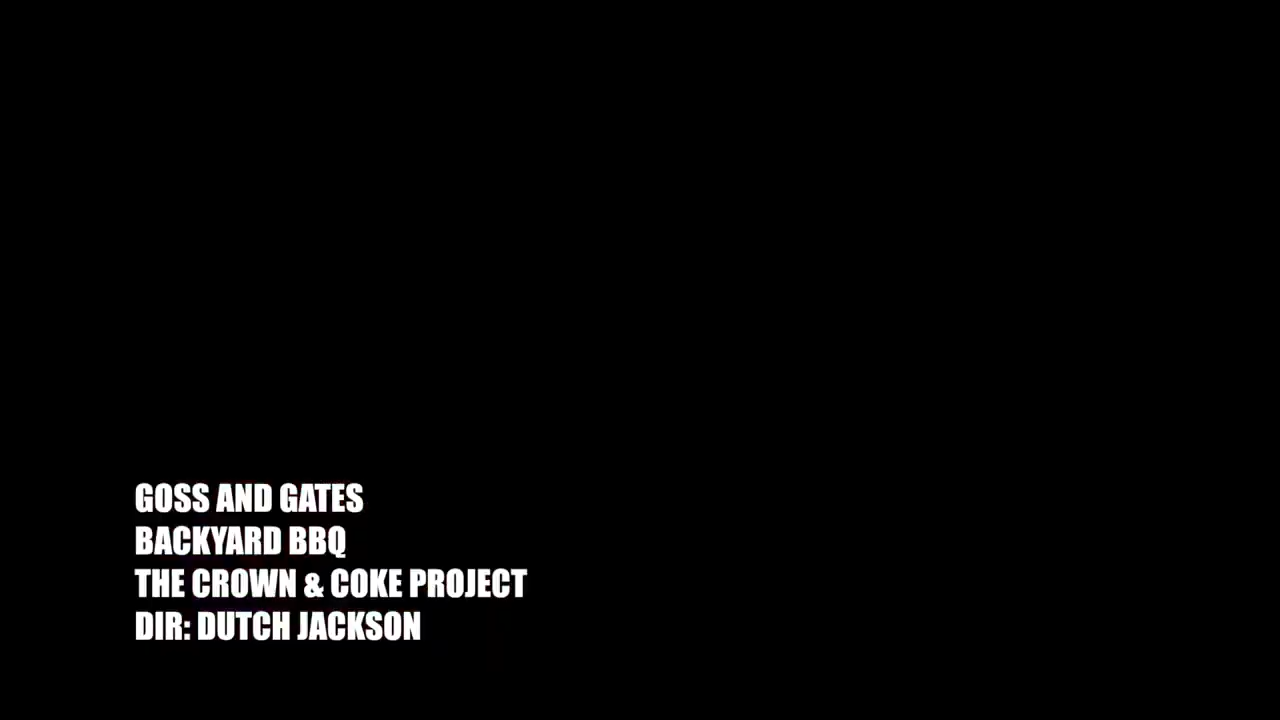 GOSS AND GATES
BACKYARD BBQ
THE CROWN & COKE PROJECT
DIR: DUTCH JACKSON